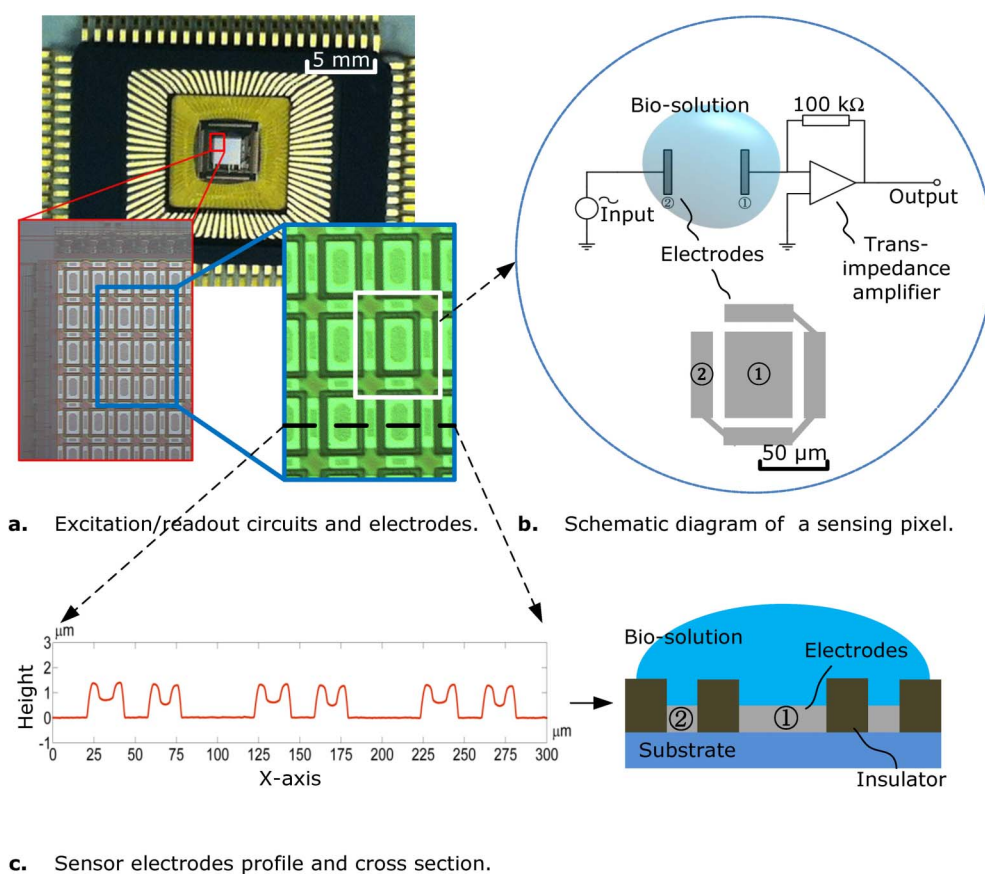 5 mm
Bio-solution
100 kΩ
②
①
~
Input
Output
Electrodes
Trans-
impedance
amplifier
②
①
50 μm
a. Excitation/readout circuits and electrodes.
b. Schematic diagram of a sensing pixel.
μm
3
2
1
0
-1
Height
0 25 50 75 100 125 150 175 200 225 250 275 300
μm
X-axis
Bio-solution
Electrodes
②
①
Substrate
Insulator
c. Sensor electrodes profile and cross section.